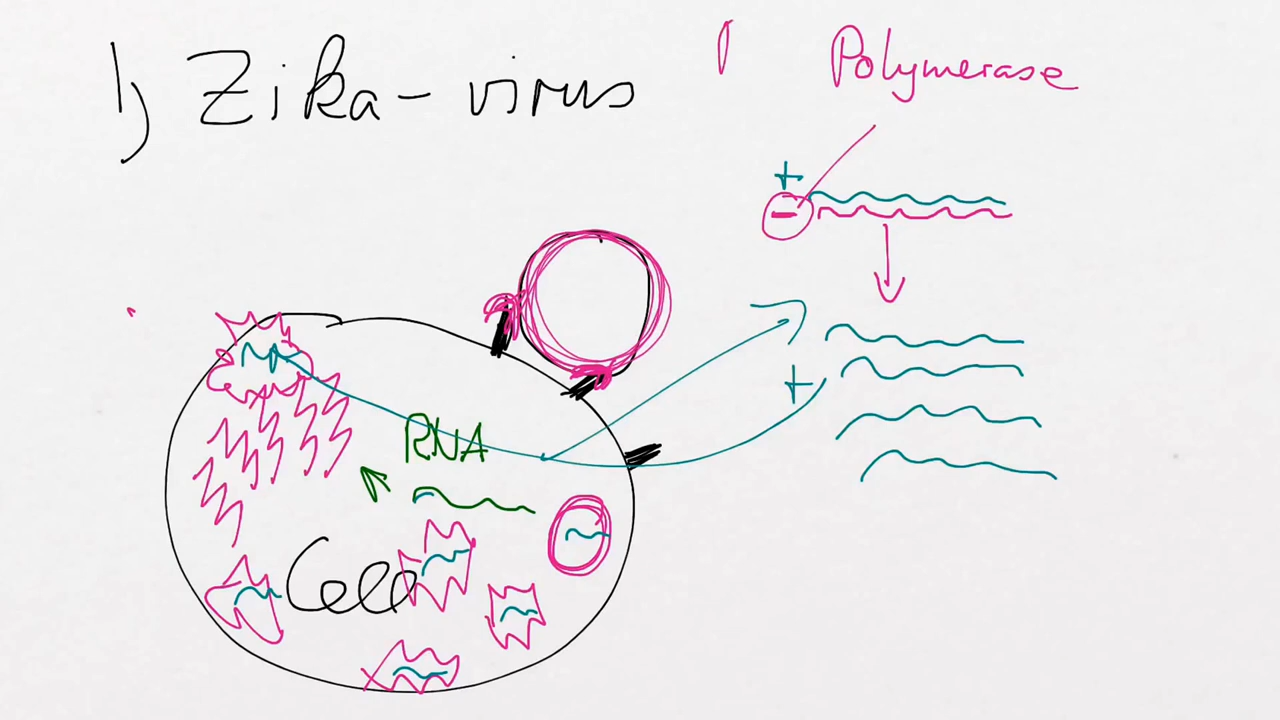 1) Zika-virus
Polymerase
+
-
+
RNA
Cell